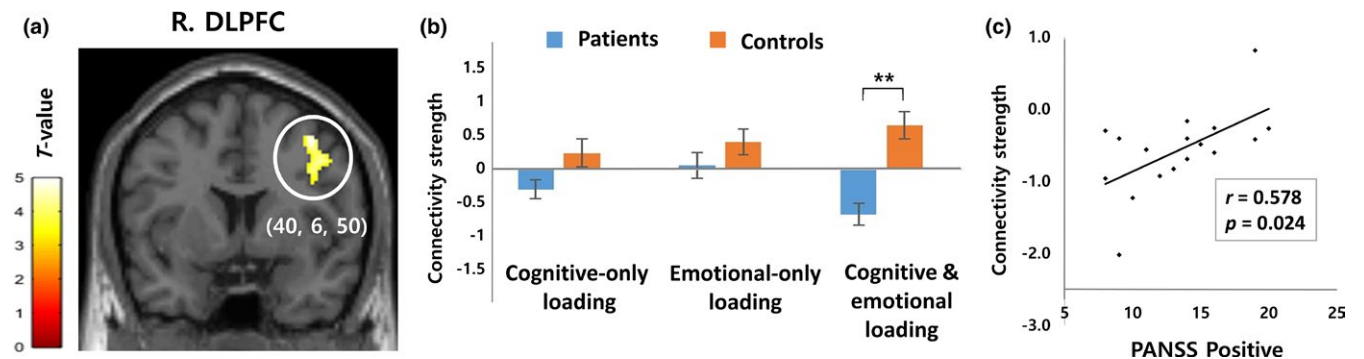 (a)
R. DLPFC
T-value
5
4
3
2
1
0
(40, 6, 50)
(b)
Patients
Controls
Connectivity strength
1.5
1
0.5
0
-0.5
-1
-1.5
**
Cognitive-only
loading
Emotional-only
loading
Cognitive &
emotional
loading
(c)
Connectivity strength
1.0
0.0
-1.0
-2.0
-3.0
r = 0.578
p = 0.024
5
10
15
20
25
PANSS Positive